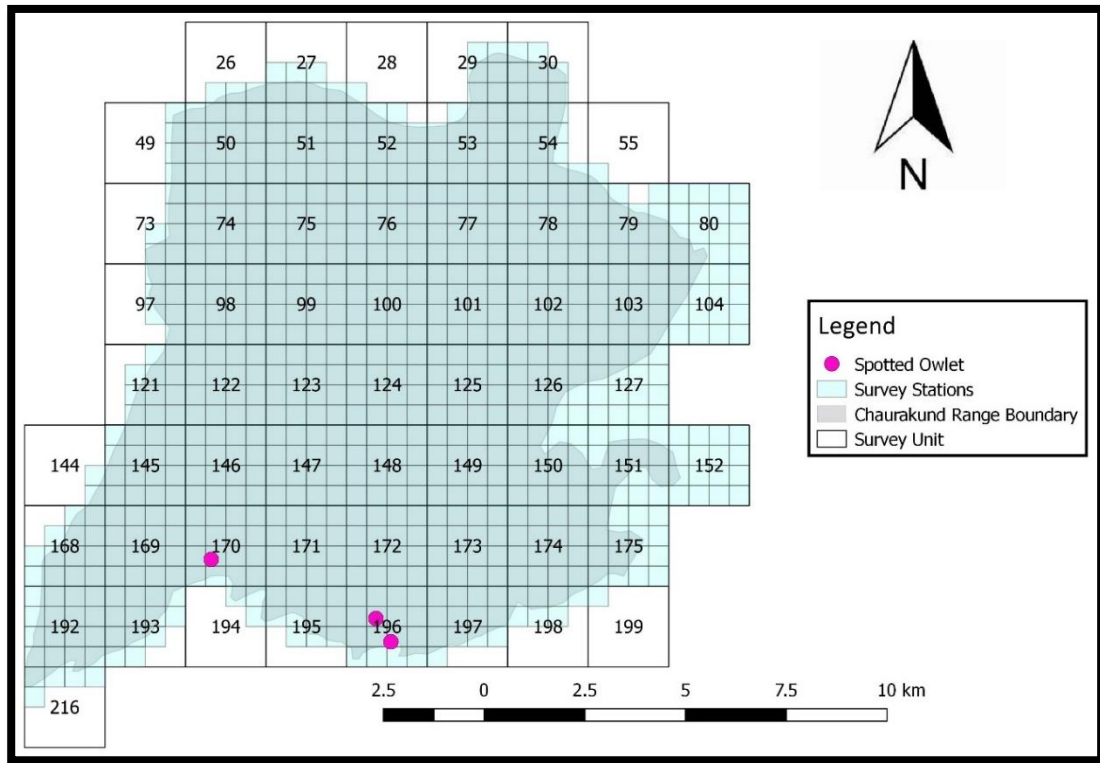 26 27 28 29 30
49 50 51 52 53 54 55
73 74 75 76 77 78 79 80
97 98 99 100 101 102 103 104
121 122 123 124 125 126 127
144 145 146 147 148 149 150 151 152
168 169 170 171 172 173 174 175
192 193 194 195 196 197 198 199
216
N
Legend
Spotted Owlet
Survey Stations
Chaurakund Range Boundary
Survey Unit
2.5 0 2.5 5 7.5 10 km